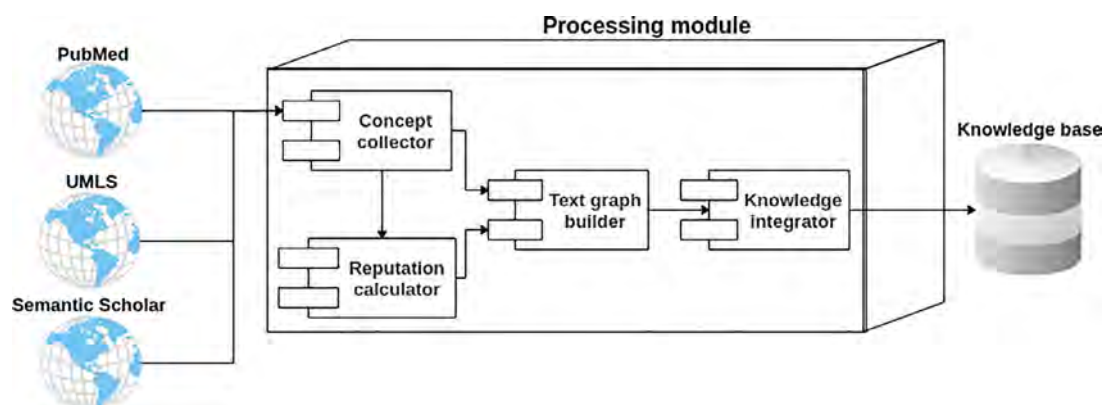 Processing module
PubMed
UMLS
Semantic Scholar
Concept
collector
Reputation
calculator
Text graph
builder
Knowledge
integrator
Knowledge base